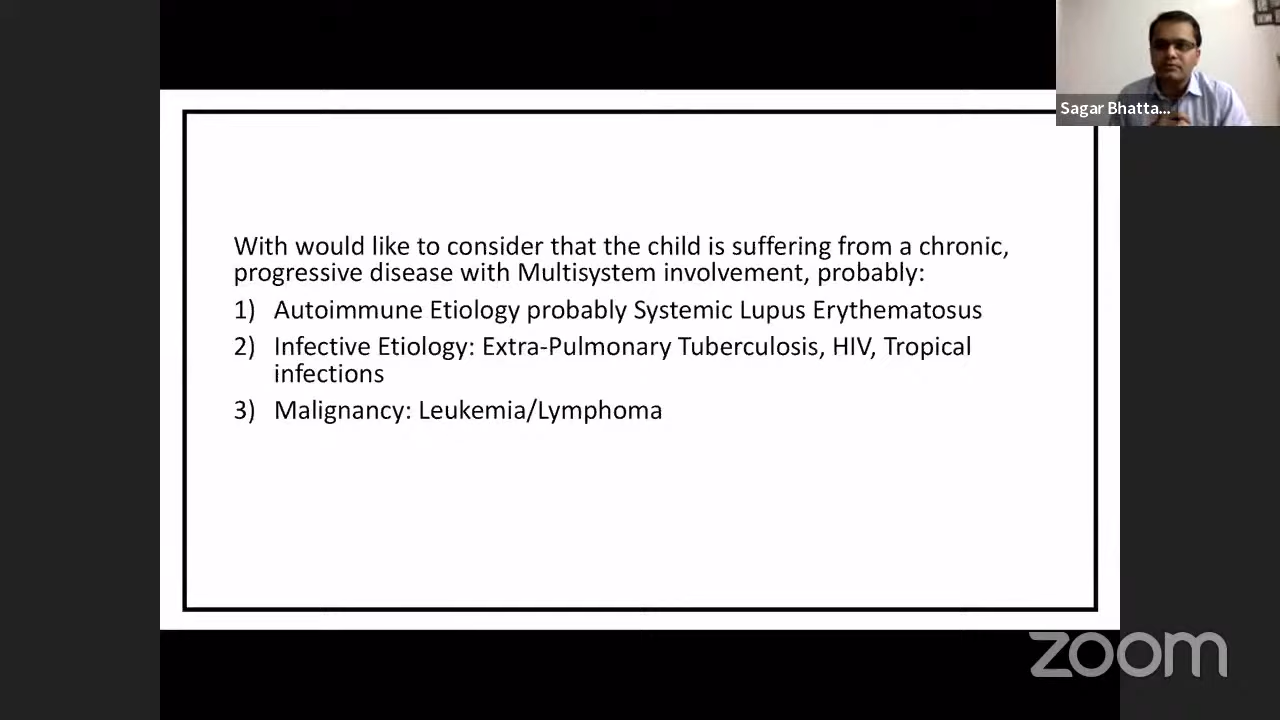 Sagar Bhatta...
With would like to consider that the child is suffering from a chronic,
progressive disease with Multisystem involvement, probably:
1) Autoimmune Etiology probably Systemic Lupus Erythematosus
2) Infective Etiology: Extra-Pulmonary Tuberculosis, HIV, Tropical
infections
3) Malignancy: Leukemia/Lymphoma
zoom